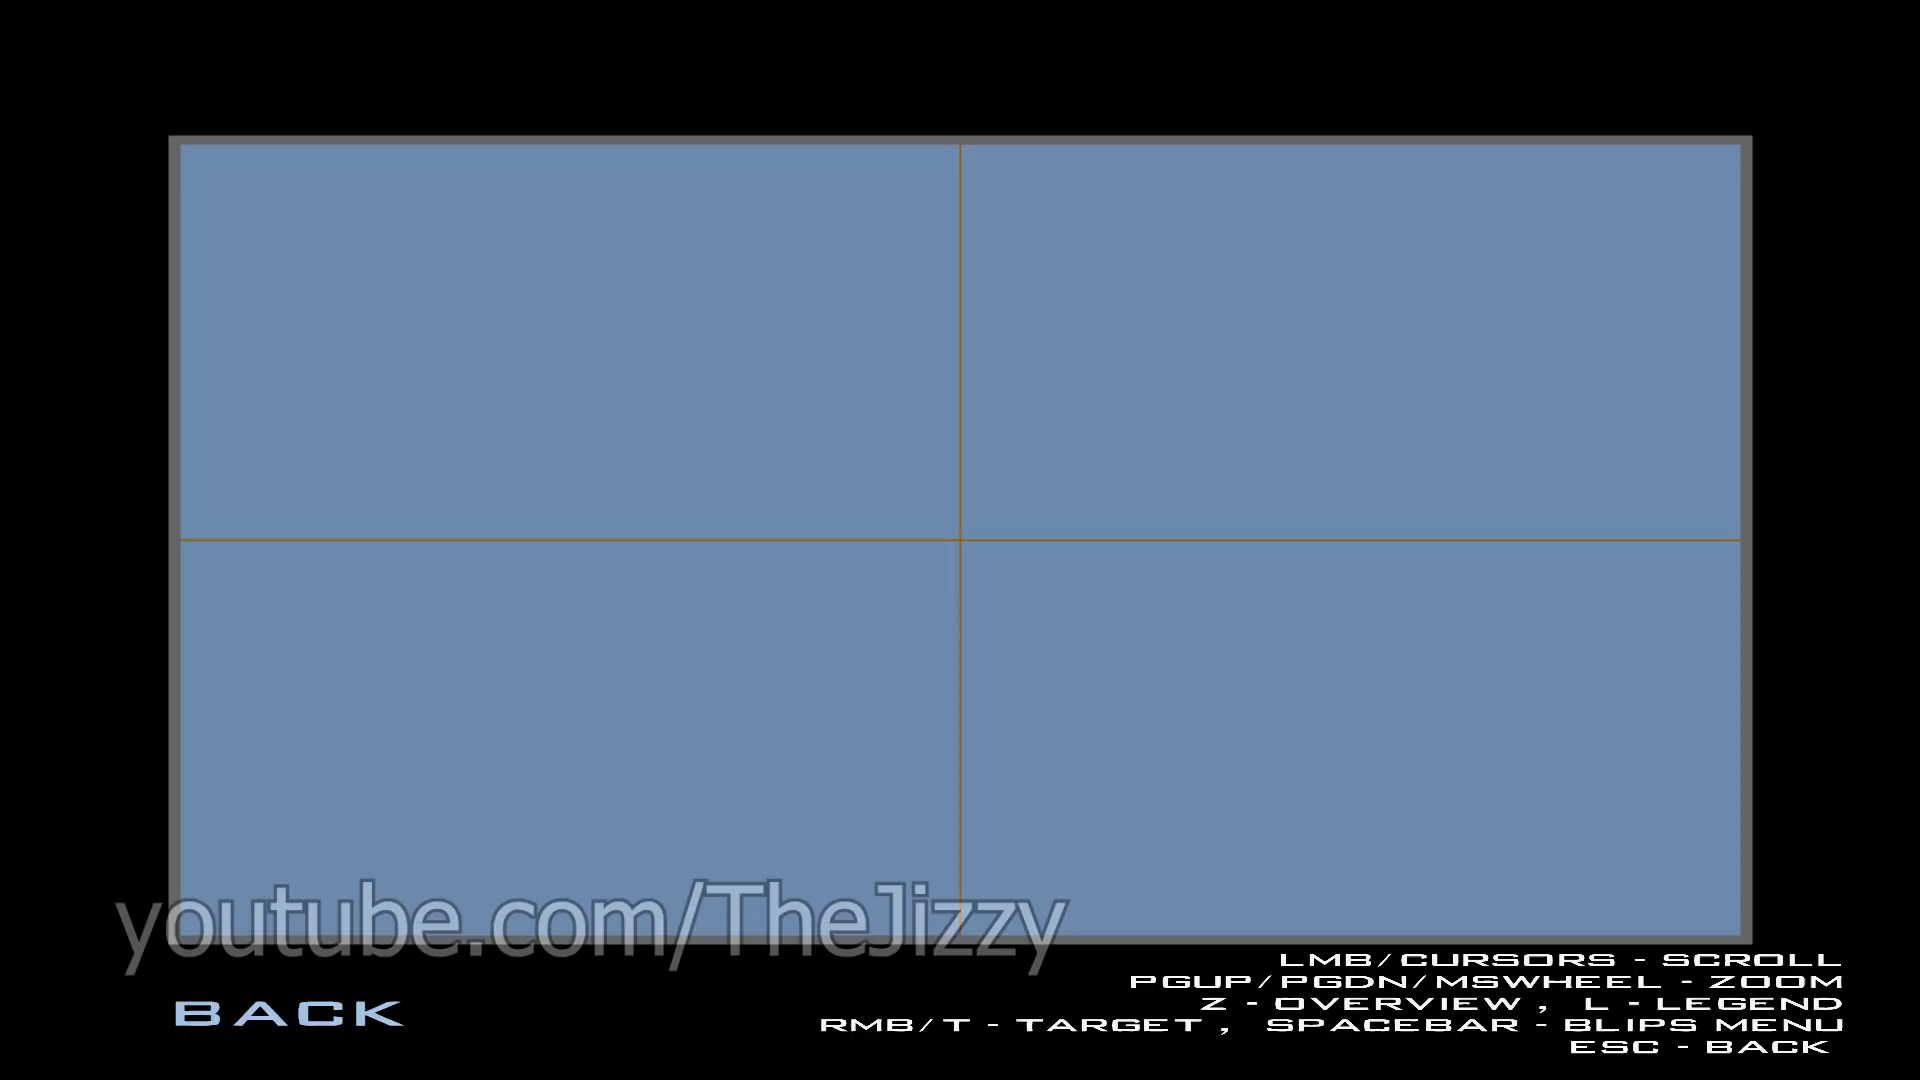 youtube.com/TheJizzy
BACK
LMB/CURSORS - SCROLL
PGUP/PGDN/MSWHEEL - ZOOM
Z - OVERVIEW , L - LEGEND
RMB/T - TARGET , SPACEBAR - BLIPS MENU
ESC - BACK